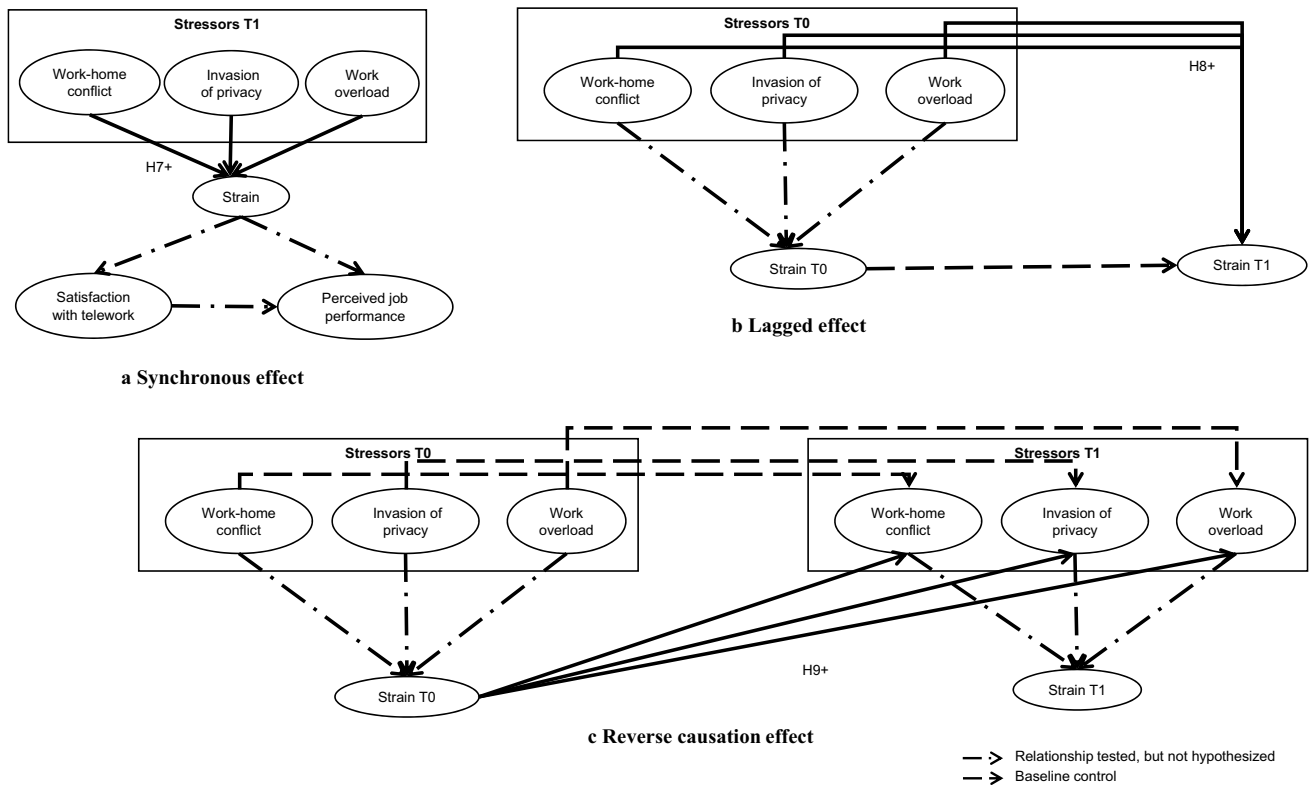 Stressors T1
Work-home
conflict
Invasion
of privacy
Work
overload
H7+
Strain
Satisfaction
with telework
Perceived job
performance
a Synchronous effect
Stressors T0
Work-home
conflict
Invasion of
privacy
Work
overload
H8+
Strain T0
Strain T1
b Lagged effect
Stressors T0
Work-home
conflict
Invasion of
privacy
Work
overload
Strain T0
Stressors T1
Work-home
conflict
Invasion of
privacy
Work
overload
H9+
Strain T1
c Reverse causation effect
Relationship tested, but not hypothesized
Baseline control